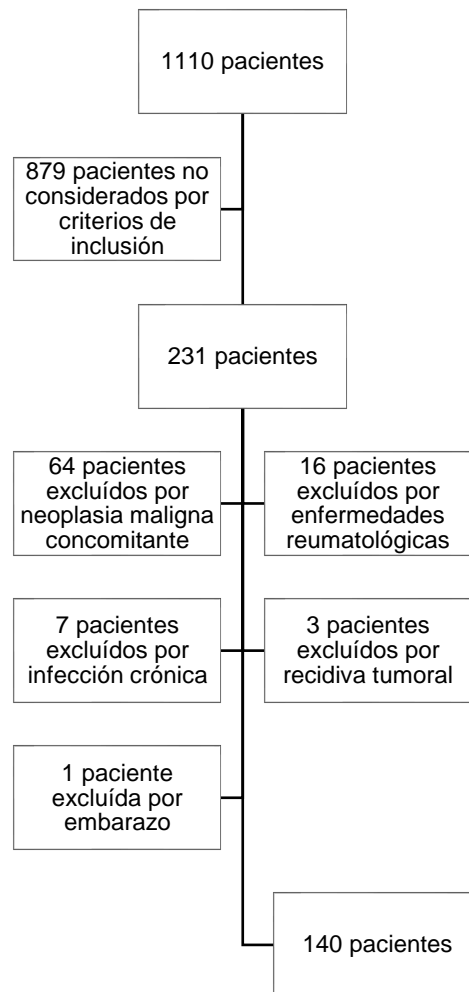 1110 pacientes
879 pacientes no
considerados por
criterios de
inclusión
231 pacientes
64 pacientes
excluídos por
neoplasia maligna
concomitante
16 pacientes
excluídos por
enfermedades
reumatológicas
7 pacientes
excluídos por
infección crónica
3 pacientes
excluídos por
recidiva tumoral
1 paciente
excluída por
embarazo
140 pacientes